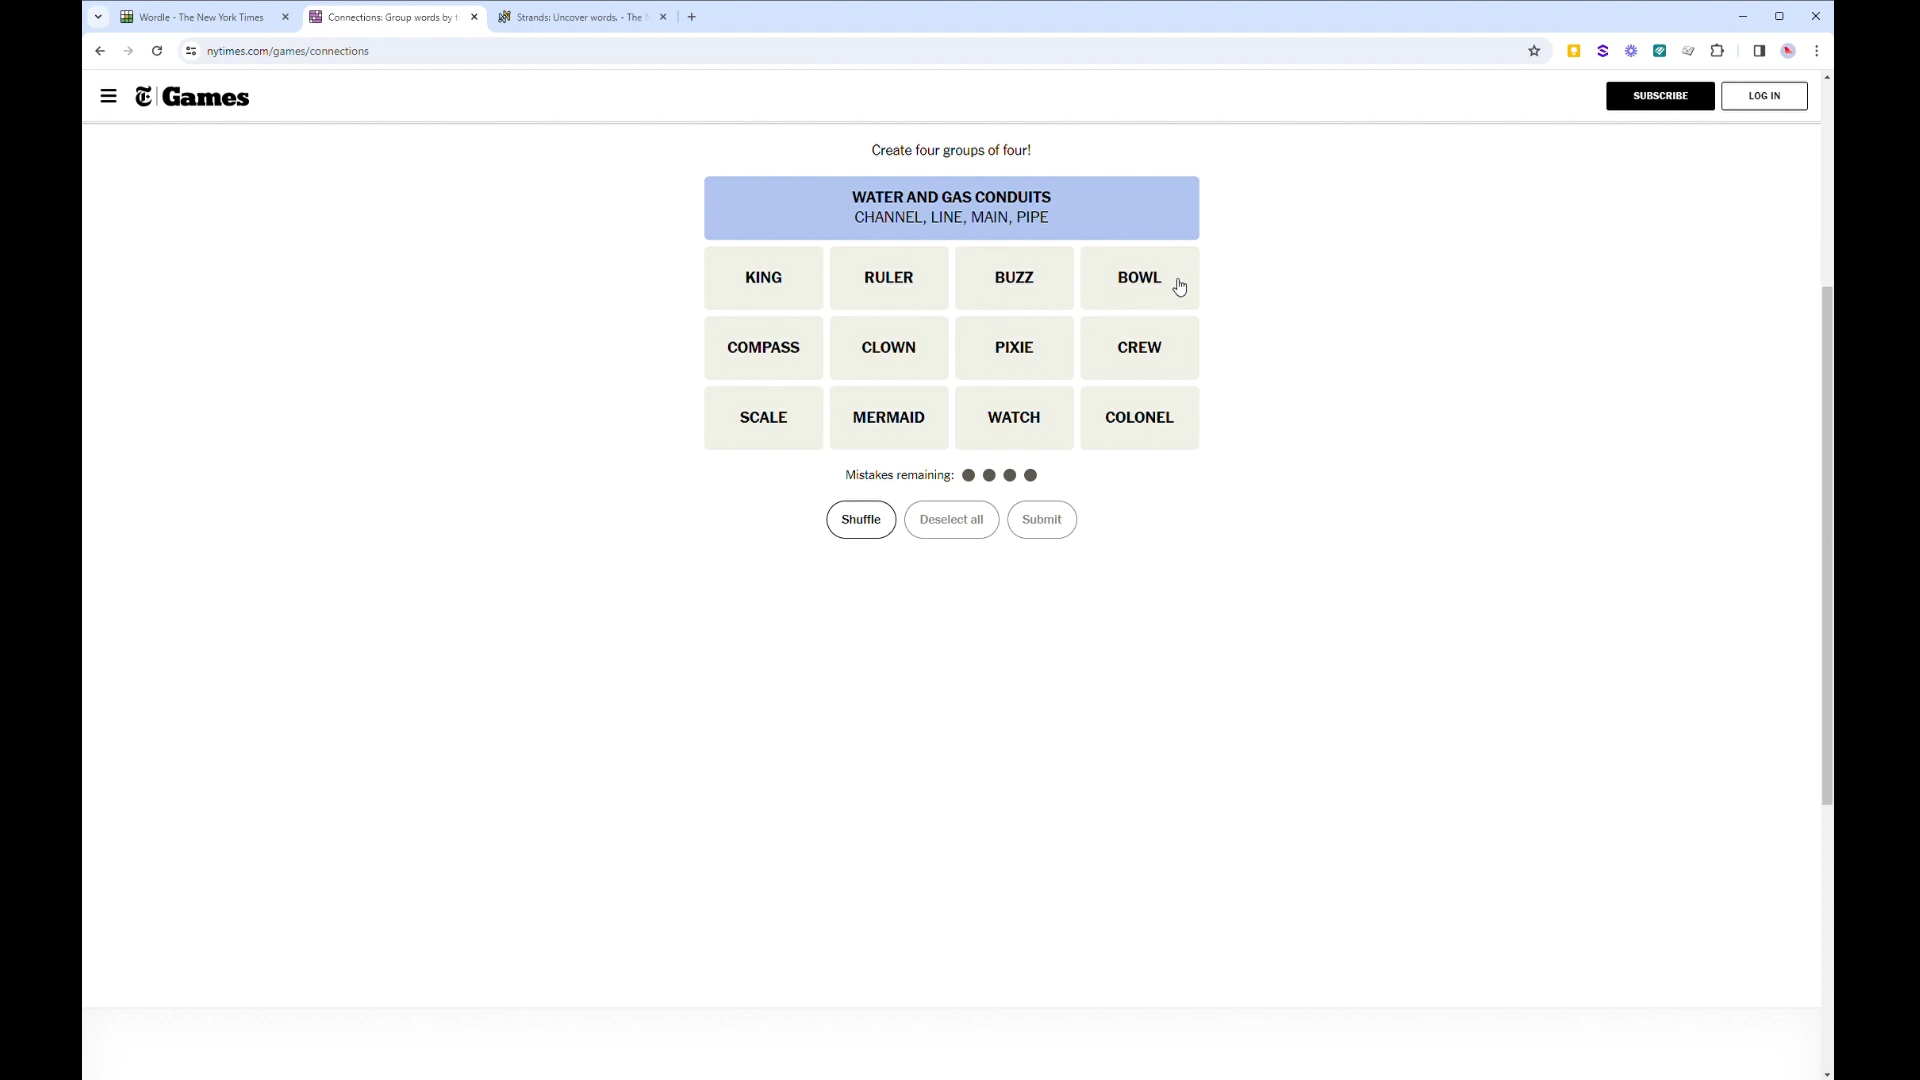 Wordle - The New York Times
Connections: Group words by t
Strands: Uncover words. - The N
nytimes.com/games/connections
T Games
SUBSCRIBE
LOG IN
Create four groups of four!
WATER AND GAS CONDUITS
CHANNEL, LINE, MAIN, PIPE
KING RULER BUZZ BOWL
COMPASS CLOWN PIXIE CREW
SCALE MERMAID WATCH COLONEL
Mistakes remaining:
Shuffle Deselect all Submit